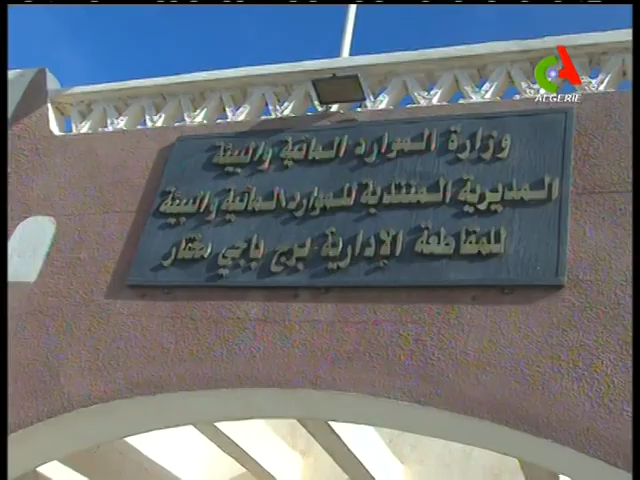 ALGERIE
وزارة الموارد المائية والبيئة
المديرية المنتدبة للموارد المائية والبيئة
للمقاطعة الإدارية برج باجي مختار